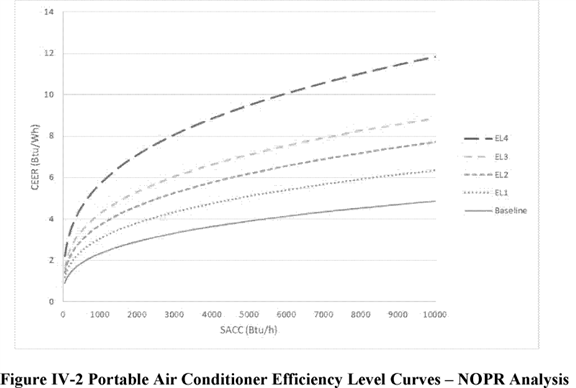 14
12
10
8
6
4
2
0
CEER (Btu/Wh)
0 1000 2000 3000 4000 5000 6000 7000 8000 9000 10000
SACC (Btu/h)
EL4
EL3
EL2
EL1
Baseline
Figure IV-2 Portable Air Conditioner Efficiency Level Curves – NOPR Analysis